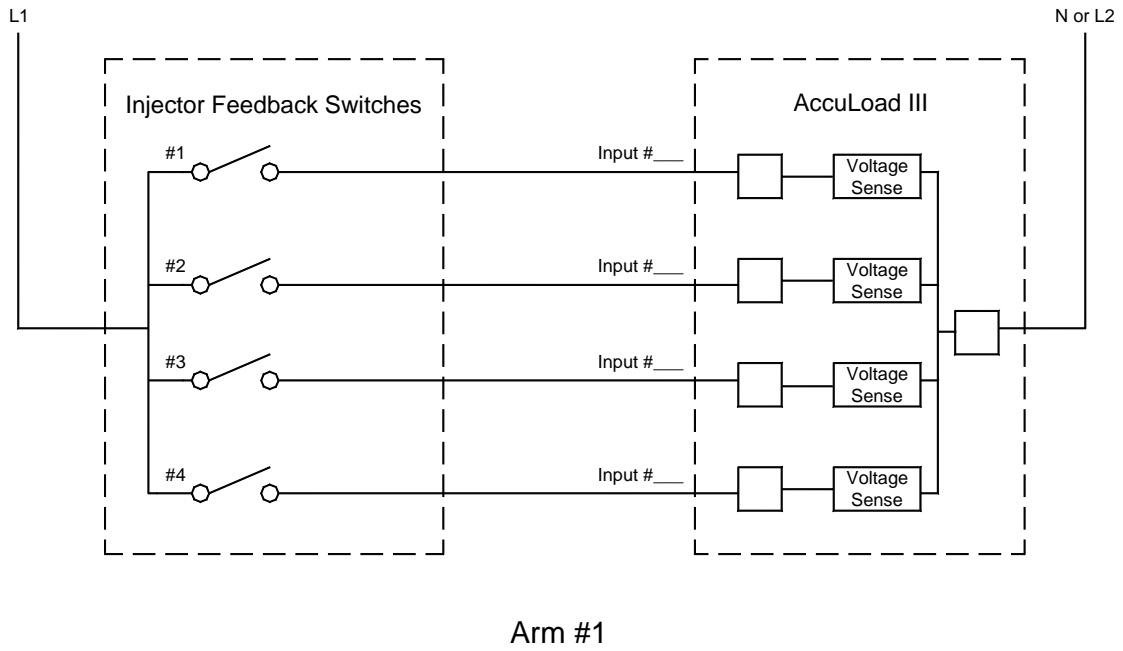 L1
N or L2
Injector Feedback Switches
AccuLoad III
#1
Input #___
Voltage
Sense
#2
Input #___
Voltage
Sense
#3
Input #___
Voltage
Sense
#4
Input #___
Voltage
Sense
Arm #1